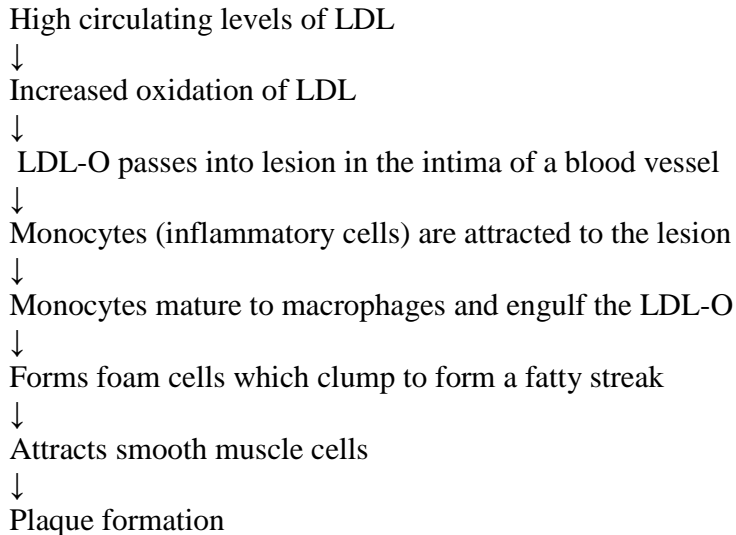 High circulating levels of LDL
↓
Increased oxidation of LDL
↓
LDL-O passes into lesion in the intima of a blood vessel
↓
Monocytes (inflammatory cells) are attracted to the lesion
↓
Monocytes mature to macrophages and engulf the LDL-O
↓
Forms foam cells which clump to form a fatty streak
↓
Attracts smooth muscle cells
↓
Plaque formation